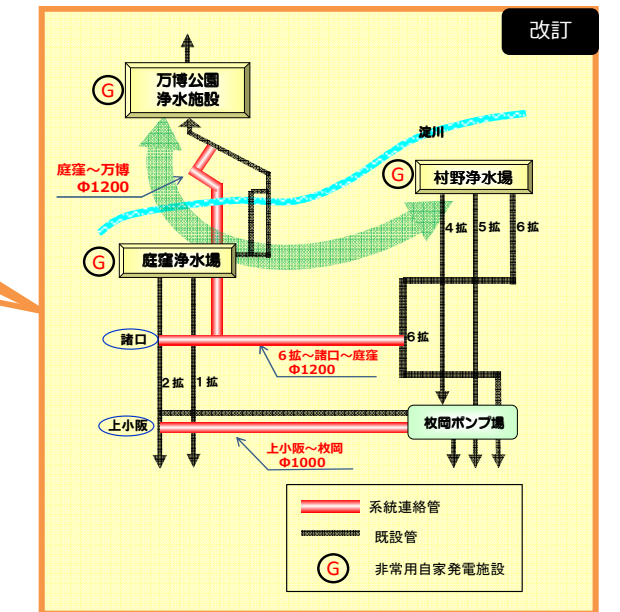 改訂
G
万博公園
浄水施設
淀川
庭窪~万博
Φ1200
G
村野浄水場
4拡
5拡
6拡
G
庭窪浄水場
諸口
6拡
6拡~諸口~庭窪
Φ1200
2拡
1拡
上小阪
枚岡ポンプ場
上小阪~枚岡
Φ1000
系統連絡管
既設管
G
非常用自家発電施設